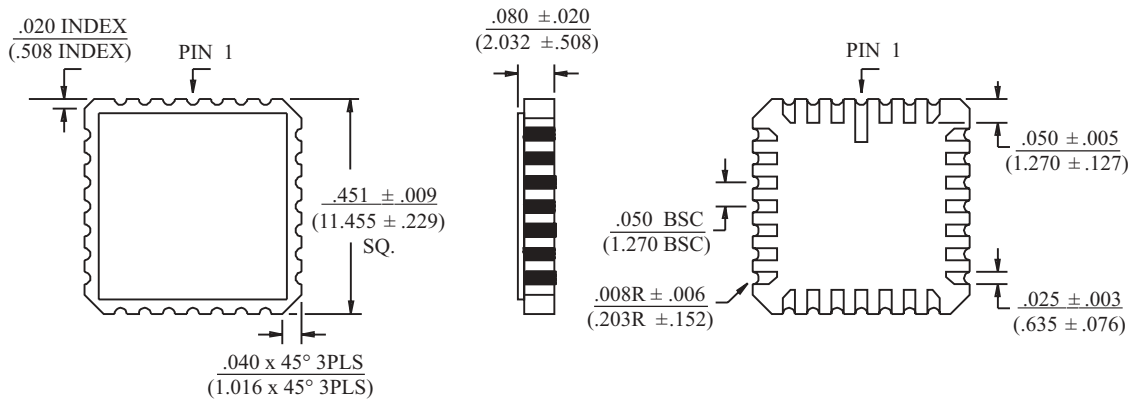 .020 INDEX
(.508 INDEX)
PIN 1
.451 ±.009
(11.455 ±.229)
SQ.
.040 x 45° 3PLS
(1.016 x 45° 3PLS)
.080 ±.020
(2.032 ±.508)
PIN 1
.050 ±.005
(1.270 ±.127)
.050 BSC
(1.270 BSC)
.008R ± .006
(.203R ±.152)
.025 ±.003
(.635 ±.076)